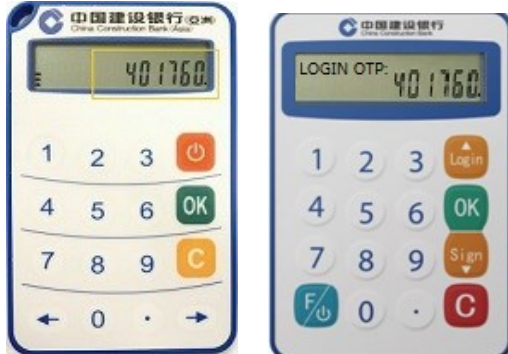 中国建设银行(亞洲)
China Construction Bank (Asia)
401760.
1 2 3
4 5 6 OK
7 8 9 C
← 0 · →
中国建设银行
China Construction Bank
LOGIN OTP:
401760.
1 2 3 Login
4 5 6 OK
7 8 9 Sign
F/ 0 · C